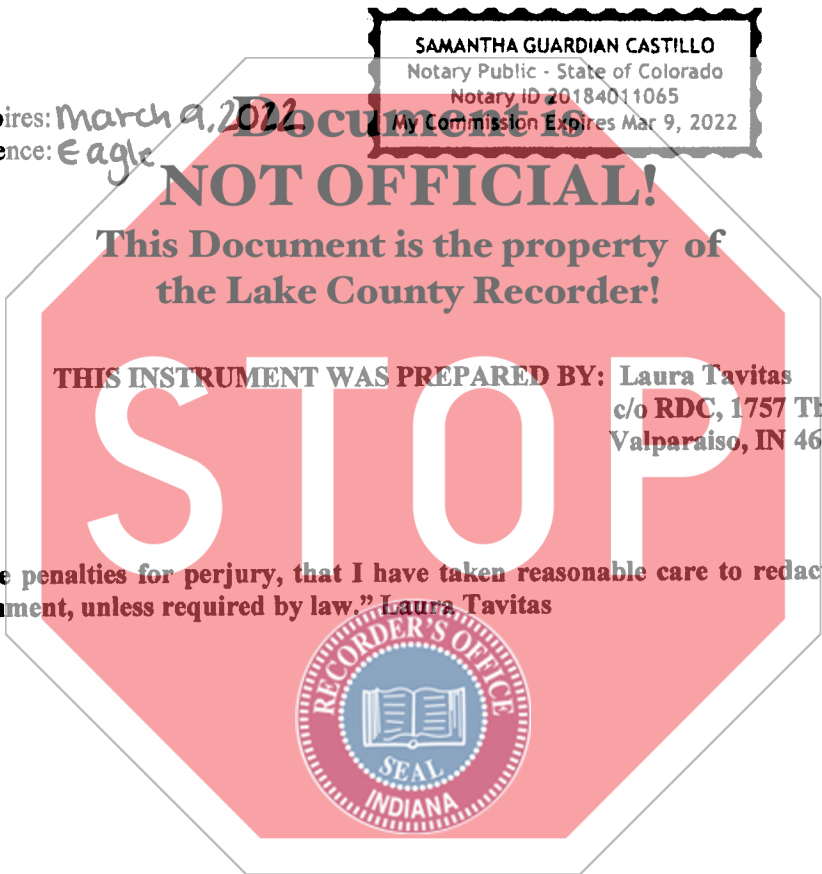 SAMANTHA GUARDIAN CASTILLO
Notary Public - State of Colorado
Notary ID 20184011065
My Commission Expires Mar 9, 2022
ires: March 9, 2022
ence: Eagle
Document is
NOT OFFICIAL!
This Document is the property of
the Lake County Recorder!
STOP
THIS INSTRUMENT WAS PREPARED BY: Laura Tavitas
c/o RDC, 1757 Th
Valparaiso, IN 46
e penalties for perjury, that I have taken reasonable care to redac
ment, unless required by law.” Laura Tavitas
RECORDER'S OFFICE
SEAL
INDIANA